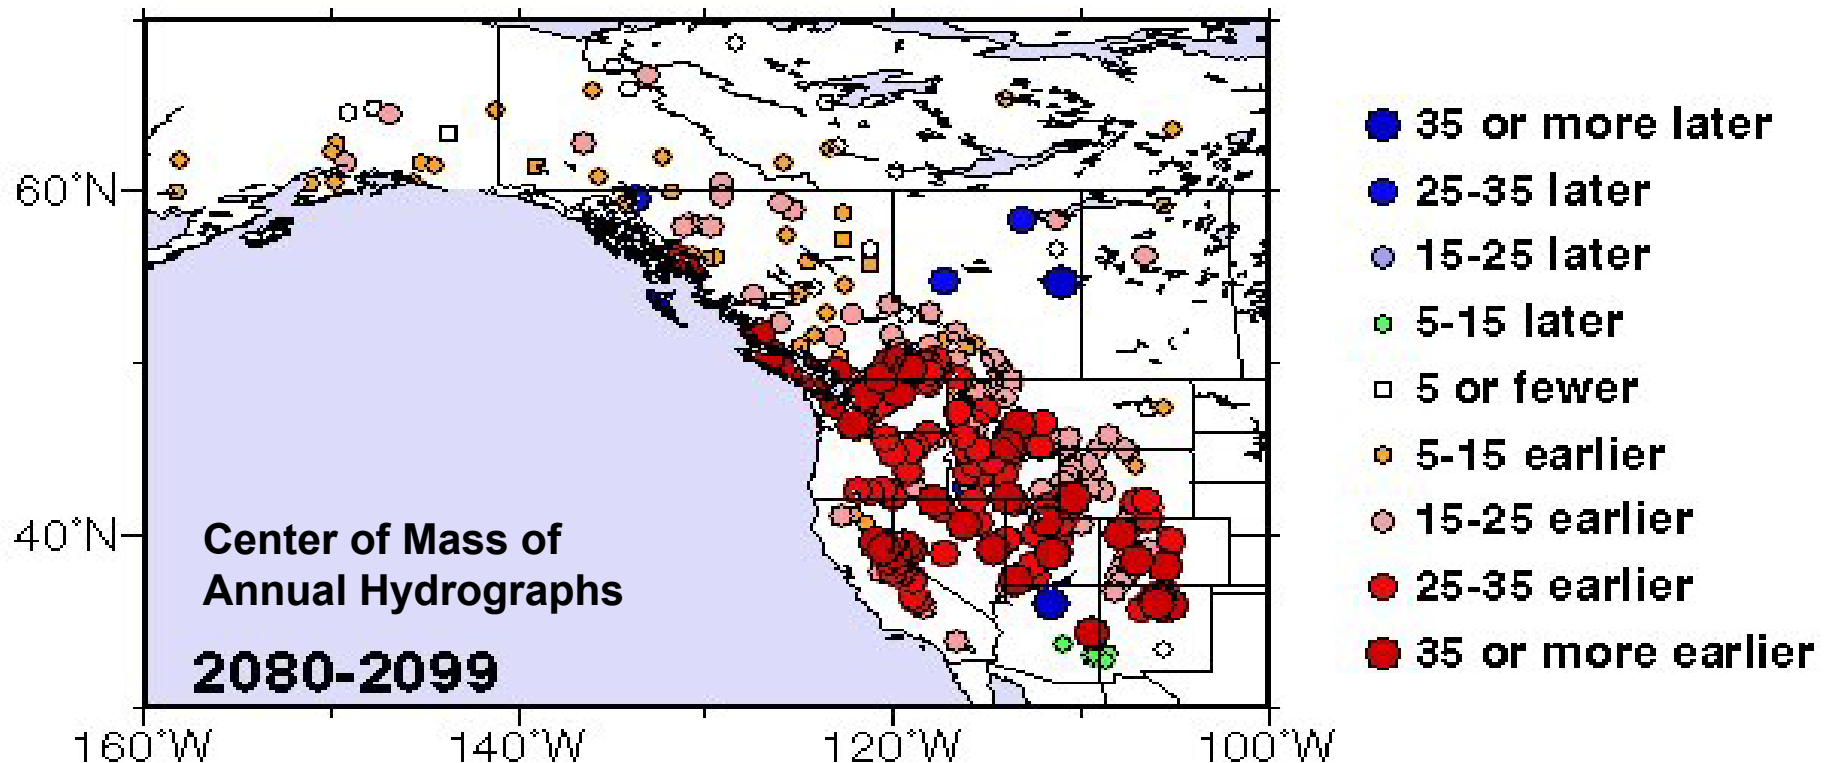 60°N
40°N
Center of Mass of
Annual Hydrographs
2080-2099
160°W 140°W 120°W 100°W
35 or more later
25-35 later
15-25 later
5-15 later
5 or fewer
5-15 earlier
15-25 earlier
25-35 earlier
35 or more earlier